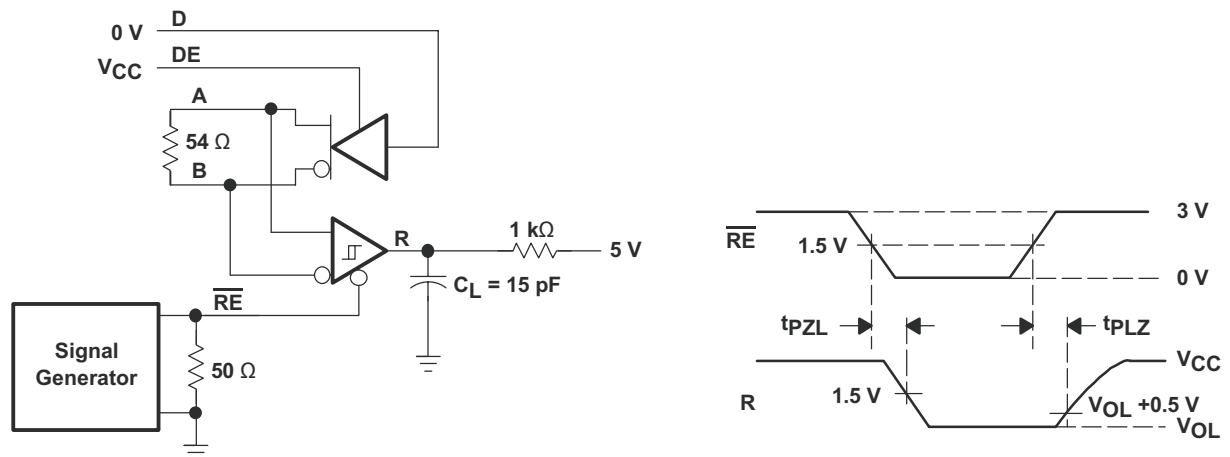 0 V D
VCC DE
A
54 Ω
B
R
1 kΩ
5 V
CL = 15 pF
RE
Signal
Generator
50 Ω
3 V
RE
1.5 V
0 V
tPZL
tPLZ
VCC
R
1.5 V
VOL +0.5 V
VOL